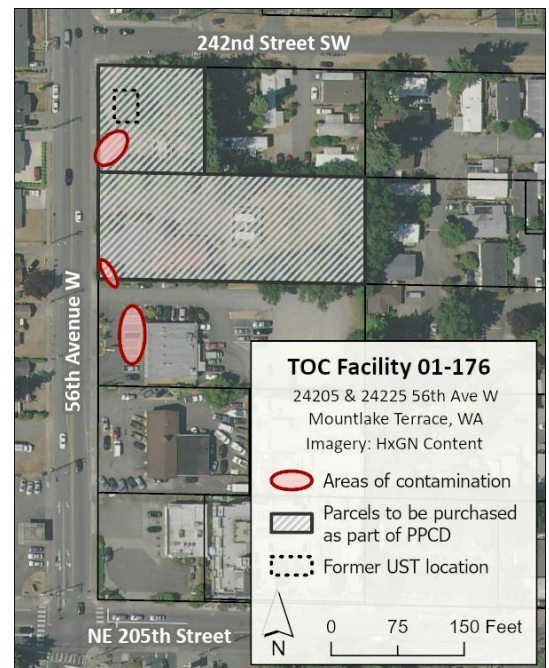 242nd Street SW
56th Avenue W
TOC Facility 01-176
24205 & 24225 56th Ave W
Mountlake Terrace, WA
Imagery: HxGN Content
Areas of contamination
Parcels to be purchased
as part of PPCD
Former UST location
N
0 75 150 Feet
NE 205th Street